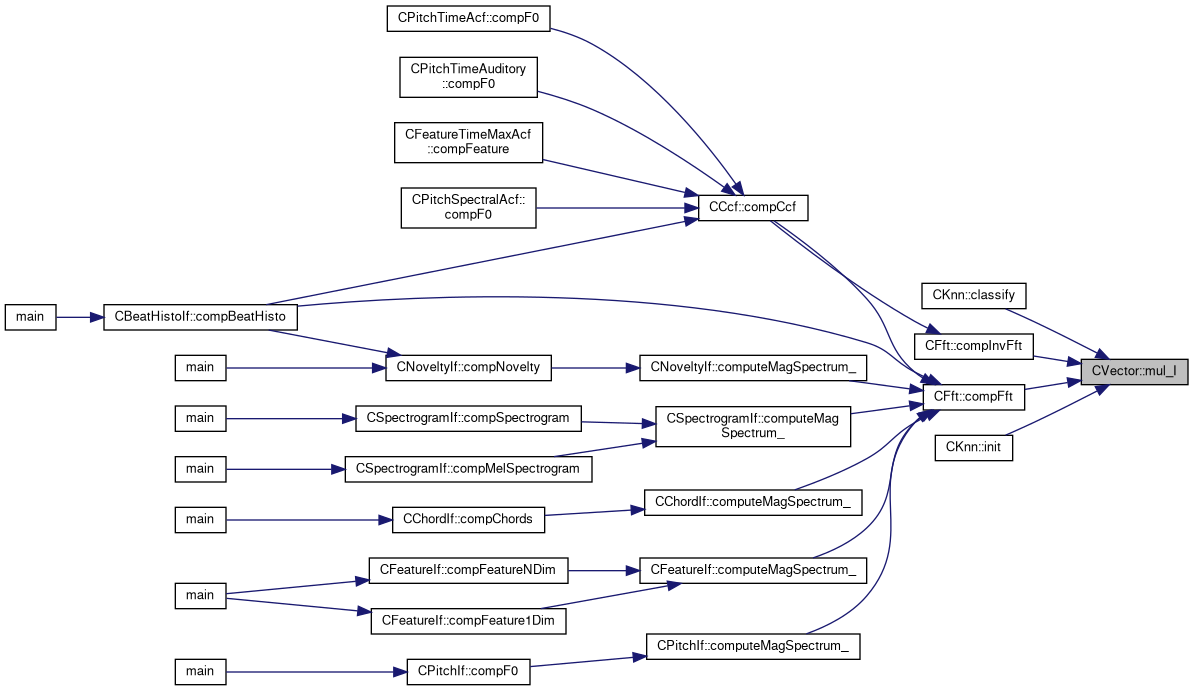 CPitchTimeAcf::compF0
CPitchTimeAuditory
::compF0
CFeatureTimeMaxAcf
::compFeature
CPitchSpectralAcf::
compF0
CCcf::compCcf
CKnn::classify
main
CBeatHistoIf::compBeatHisto
CFft::compInvFft
main
CNoveltyIf::compNovelty
CNoveltyIf::computeMagSpectrum_
CVector::mul_I
CFft::compFft
main
CSpectrogramIf::compSpectrogram
CSpectrogramIf::computeMag
Spectrum_
CKnn::init
main
CSpectrogramIf::compMelSpectrogram
CChordIf::computeMagSpectrum_
main
CChordIf::compChords
CFeatureIf::compFeatureNDim
CFeatureIf::computeMagSpectrum_
main
CFeatureIf::compFeature1Dim
CPitchIf::computeMagSpectrum_
main
CPitchIf::compF0